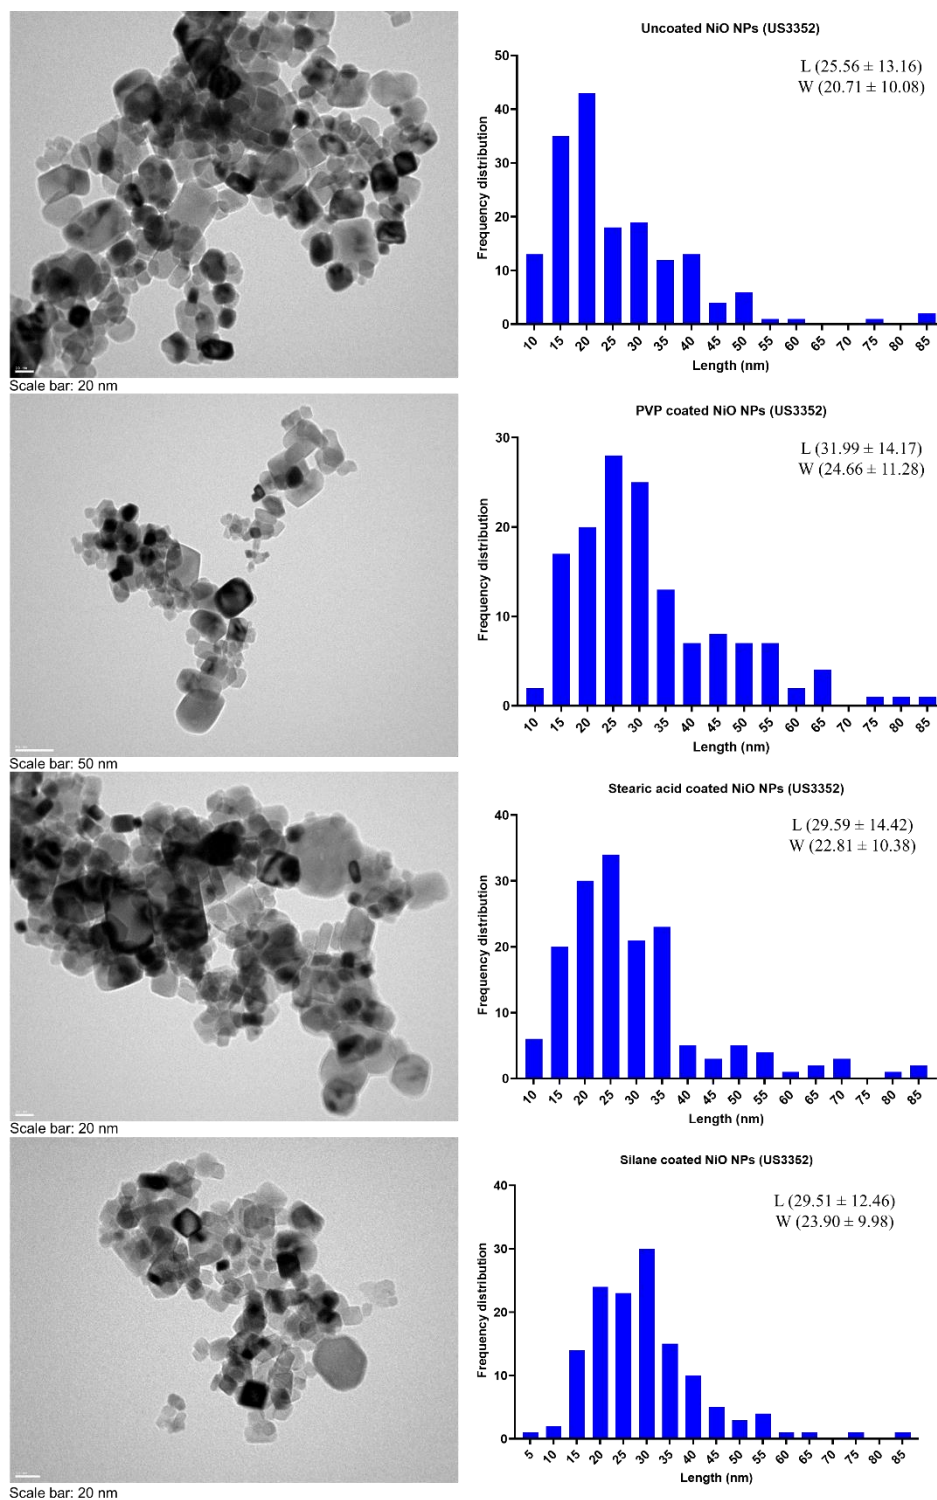 Uncoated NiO NPs (US3352)
L (25.56 ± 13.16)
W (20.71 ± 10.08)
Frequency distribution
50
40
30
20
10
0
10 15 20 25 30 35 40 45 50 55 60 65 70 75 80 85
Length (nm)
Scale bar: 20 nm
PVP coated NiO NPs (US3352)
L (31.99 ± 14.17)
W (24.66 ± 11.28)
Frequency distribution
30
20
10
0
10 15 20 25 30 35 40 45 50 55 60 65 70 75 80 85
Length (nm)
Scale bar: 50 nm
Stearic acid coated NiO NPs (US3352)
L (29.59 ± 14.42)
W (22.81 ± 10.38)
Frequency distribution
40
30
20
10
0
10 15 20 25 30 35 40 45 50 55 60 65 70 75 80 85
Length (nm)
Scale bar: 20 nm
Silane coated NiO NPs (US3352)
L (29.51 ± 12.46)
W (23.90 ± 9.98)
Frequency distribution
40
30
20
10
0
5 10 15 20 25 30 35 40 45 50 55 60 65 70 75 80 85
Length (nm)
Scale bar: 20 nm